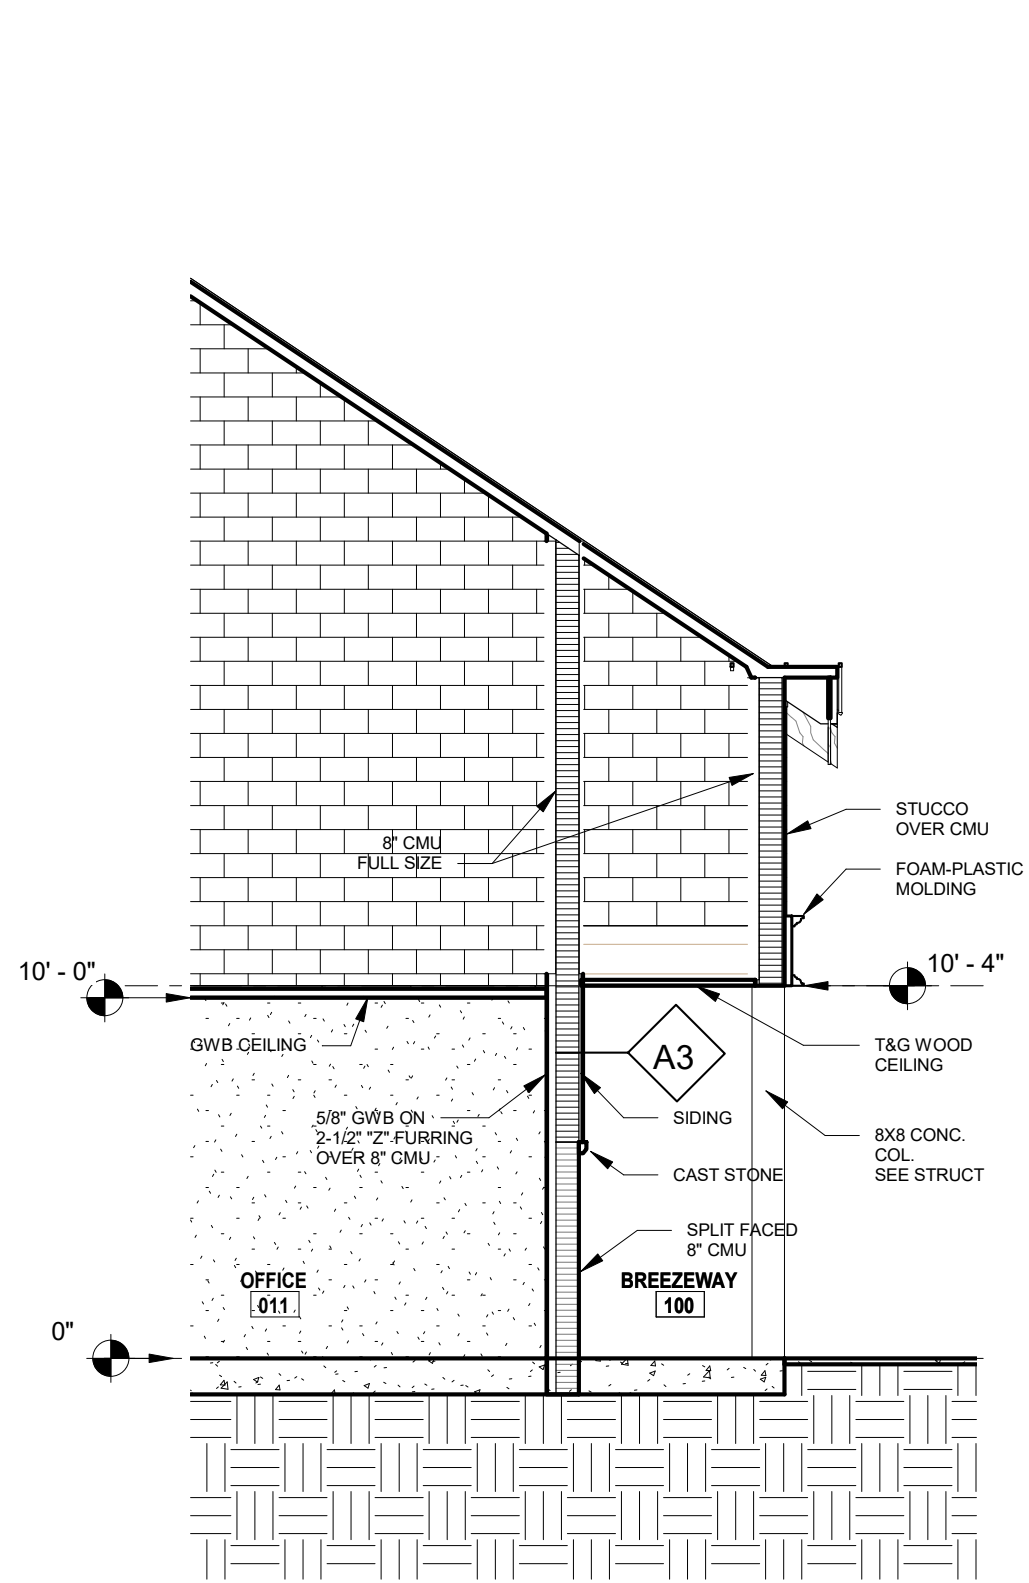 8" CMU
FULL SIZE
STUCCO
OVER CMU
FOAM-PLASTIC
MOLDING
10' - 0"
10' - 4"
GWB CEILING
A3
T&G WOOD
CEILING
5/8" GWB ON
2-1/2" "Z" FURRING
OVER 8" CMU
SIDING
8X8 CONC.
COL.
SEE STRUCT
CAST STONE
SPLIT FACED
8" CMU
OFFICE
011
BREEZEWAY
100
0"